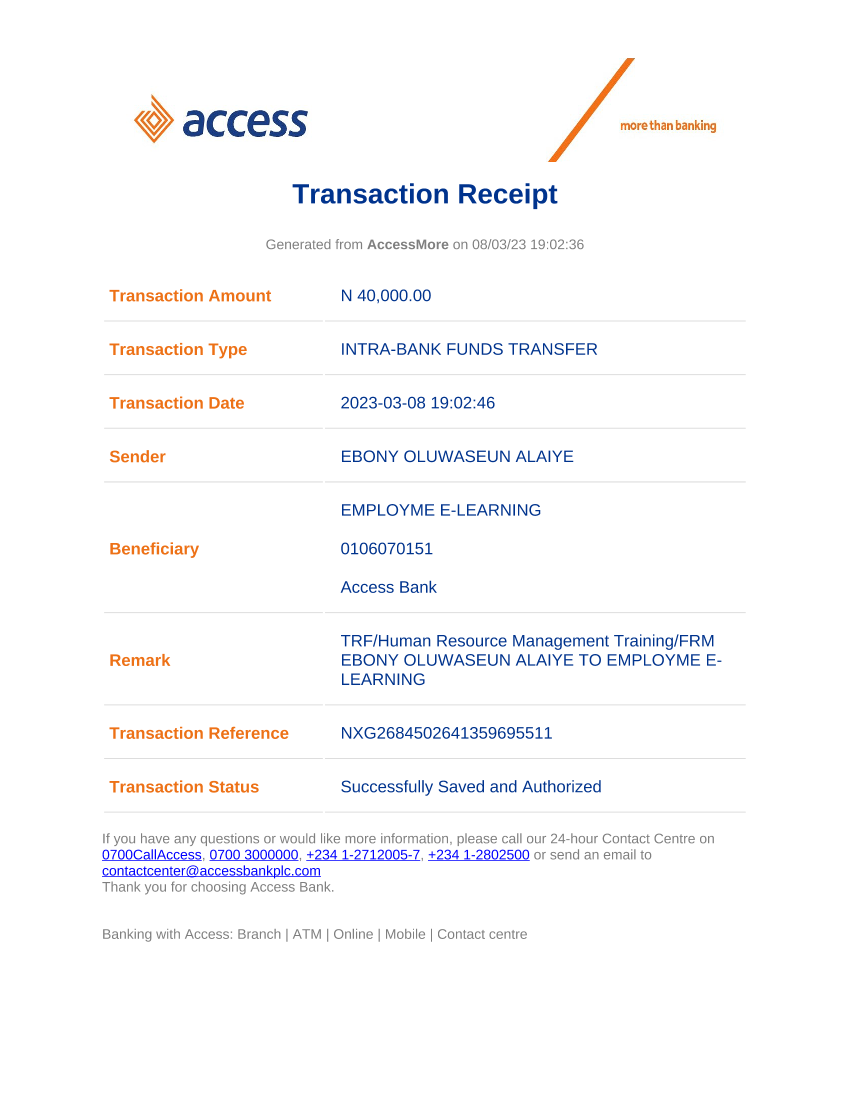 access
more than banking
Transaction Receipt
Generated from AccessMore on 08/03/23 19:02:36
Transaction Amount N 40,000.00
Transaction Type INTRA-BANK FUNDS TRANSFER
Transaction Date 2023-03-08 19:02:46
Sender EBONY OLUWASEUN ALAIYE
EMPLOYME E-LEARNING
Beneficiary 0106070151
Access Bank
TRF/Human Resource Management Training/FRM
Remark EBONY OLUWASEUN ALAIYE TO EMPLOYME E-
LEARNING
Transaction Reference NXG2684502641359695511
Transaction Status Successfully Saved and Authorized
If you have any questions or would like more information, please call our 24-hour Contact Centre on
0700CallAccess, 0700 3000000, +234 1-2712005-7, +234 1-2802500 or send an email to
contactcenter@accessbankplc.com
Thank you for choosing Access Bank.
Banking with Access: Branch | ATM | Online | Mobile | Contact centre